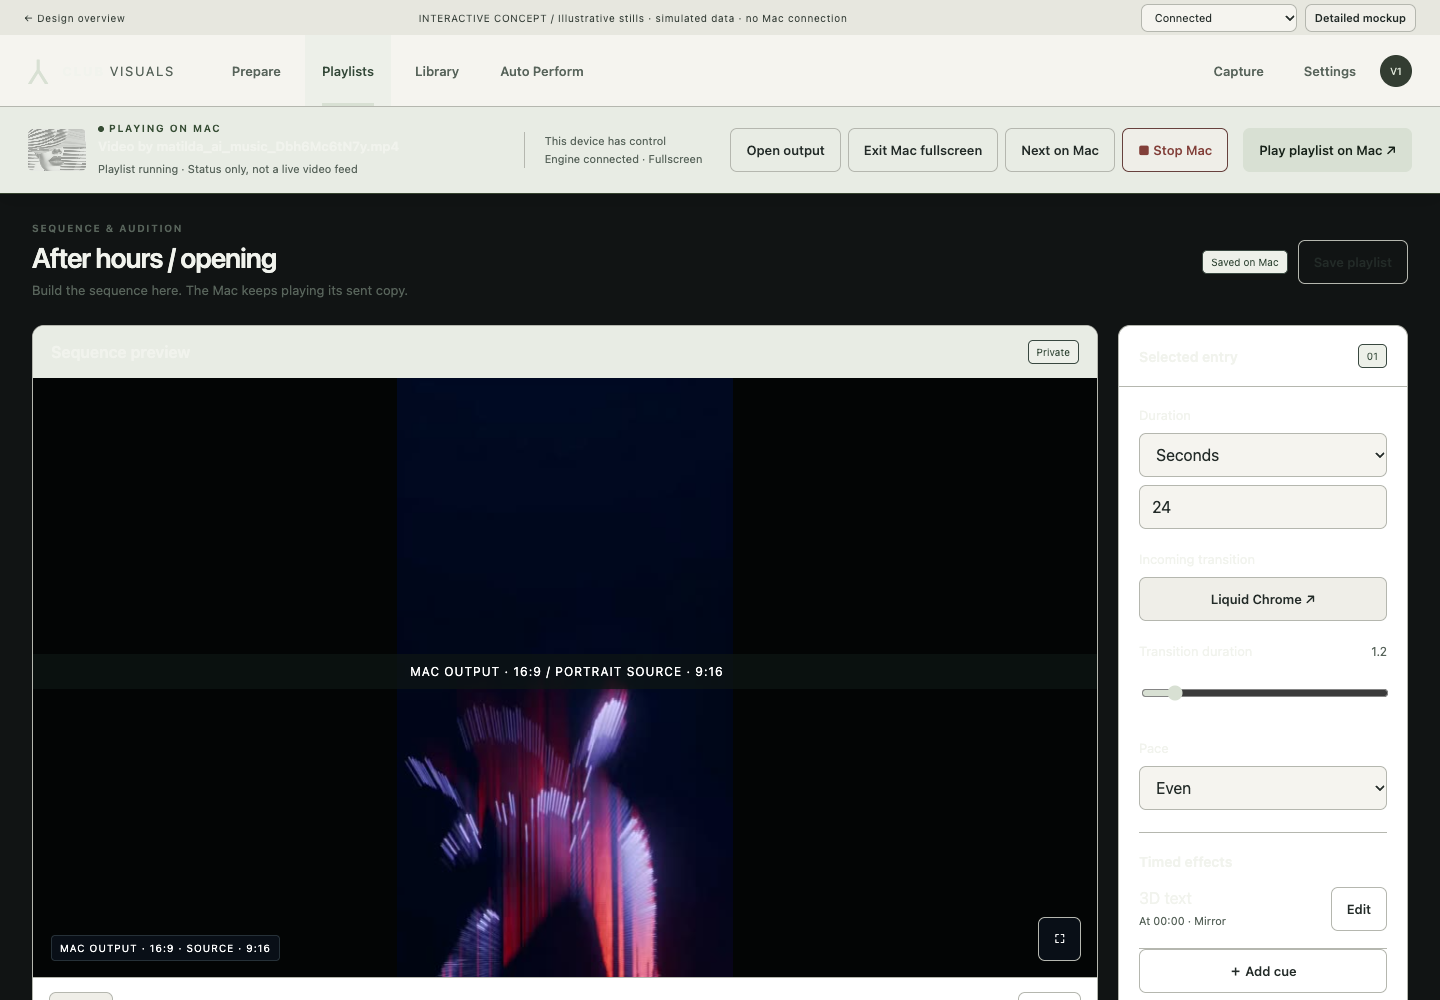 ← Design overview
INTERACTIVE CONCEPT / Illustrative stills · simulated data · no Mac connection
Connected
Detailed mockup
VISUALS
Prepare
Playlists
Library
Auto Perform
Capture
Settings
V1
PLAYING ON MAC
Playlist running · Status only, not a live video feed
This device has control
Engine connected · Fullscreen
Open output
Exit Mac fullscreen
Next on Mac
Stop Mac
Play playlist on Mac ↗
SEQUENCE & AUDITION
After hours / opening
Build the sequence here. The Mac keeps playing its sent copy.
Saved on Mac
Save playlist
Sequence preview
Private
MAC OUTPUT · 16:9 / PORTRAIT SOURCE · 9:16
MAC OUTPUT · 16:9 · SOURCE · 9:16
Selected entry
01
Duration
Seconds
24
Incoming transition
Liquid Chrome ↗
Transition duration
1.2
Pace
Even
Timed effects
3D text
At 00:00 · Mirror
Edit
+ Add cue